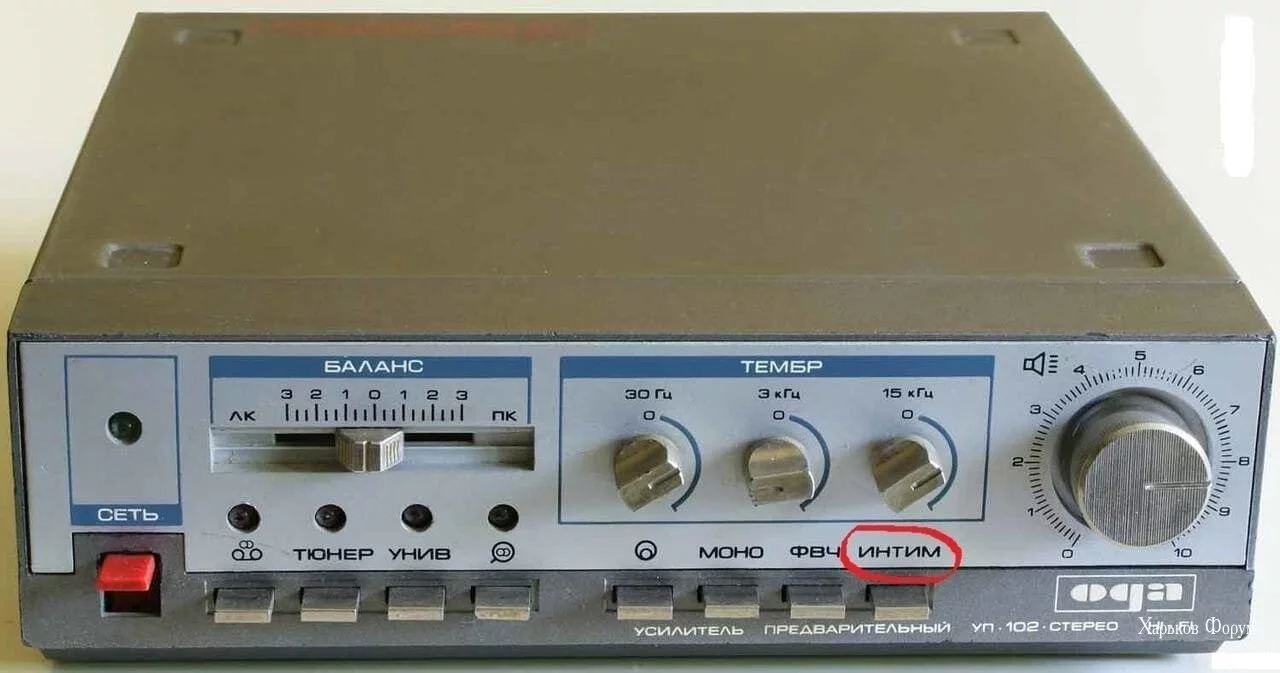 БАЛАНС
3 2 1 0 1 2 3
ЛК ПК
СЕТЬ
ТЮНЕР УНИВ
ТЕМБР
30 Гц 3 кГц 15 кГц
0 0 0
МОНО ФВЧ ИНТИМ
0 1 2 3 4 5 6 7 8 9 10
ода
УСИЛИТЕЛЬ ПРЕДВАРИТЕЛЬНЫЙ УП-102-СТЕРЕО Hi-Fi
Харьков Форум